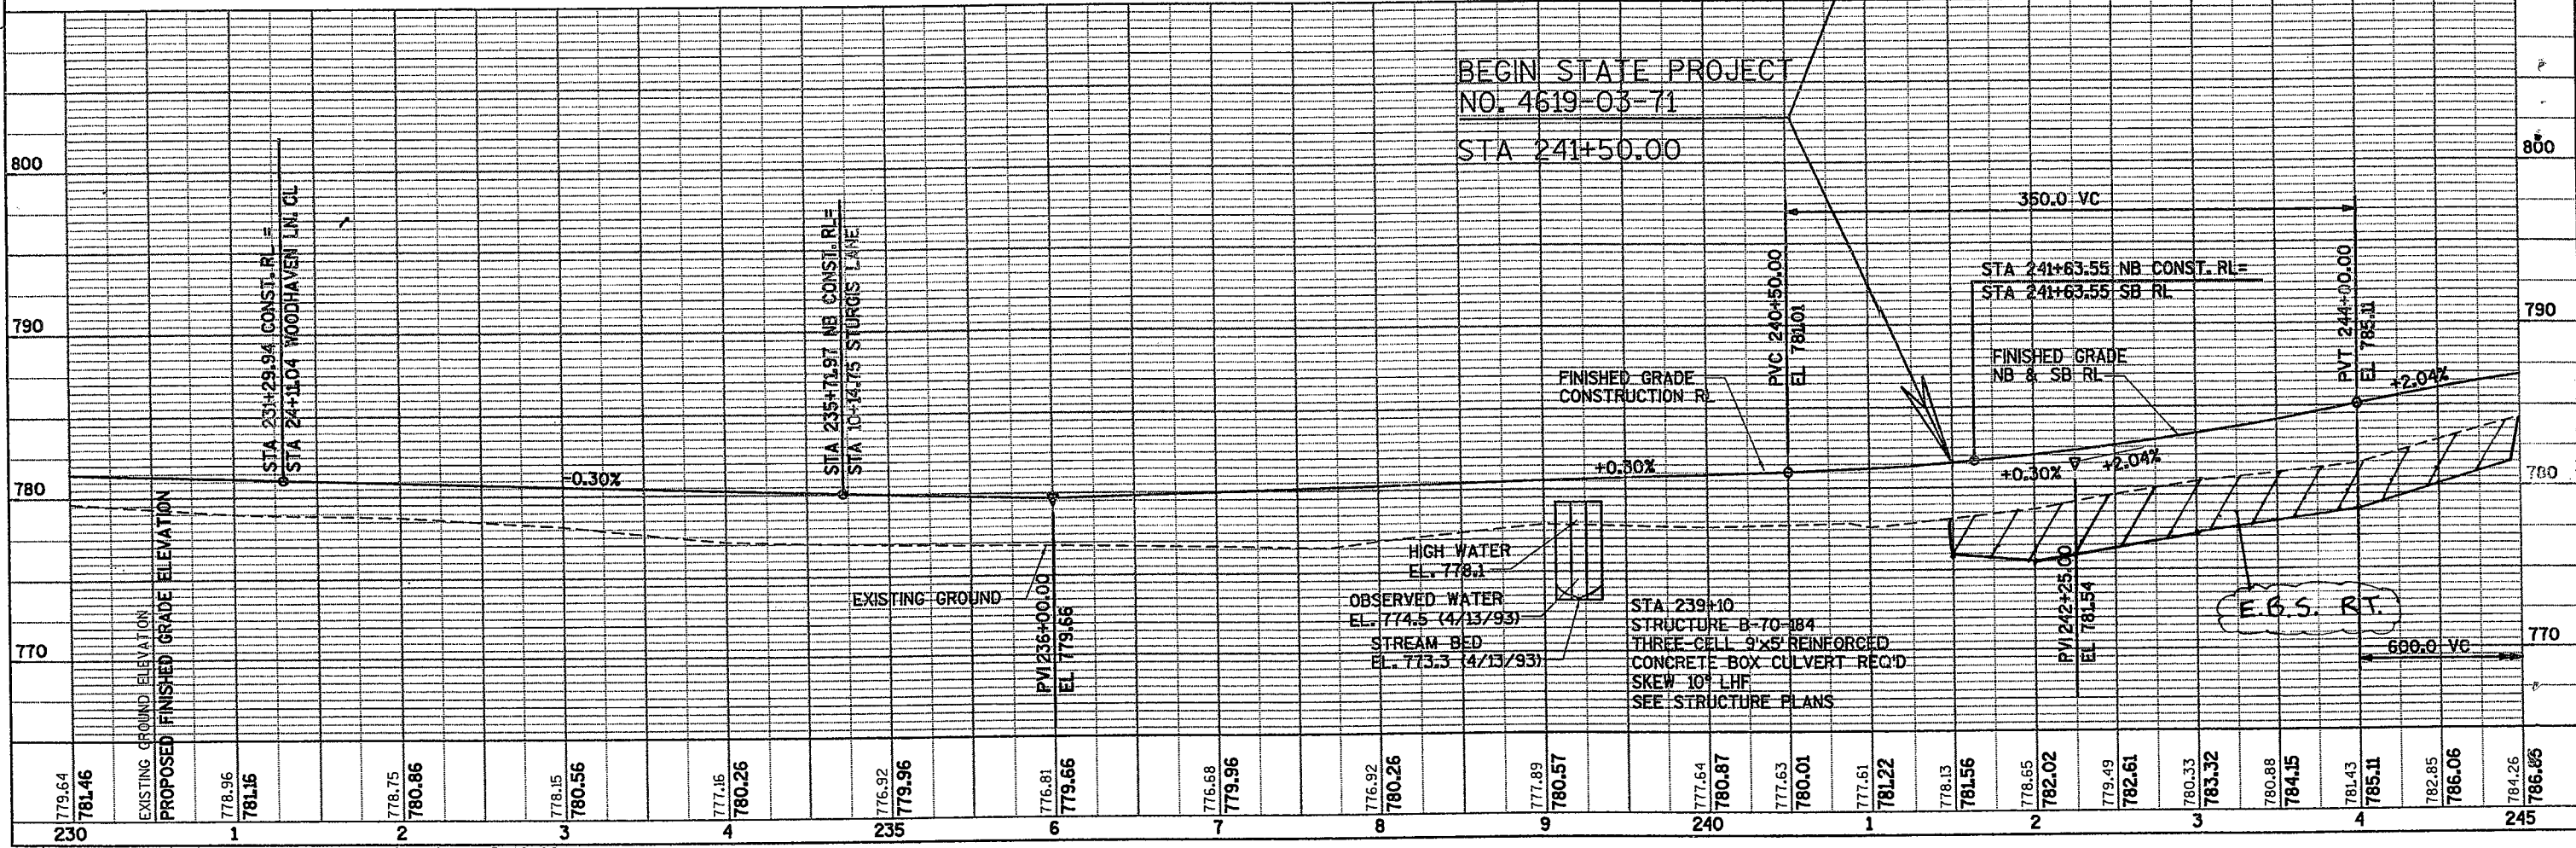 BEGIN STATE PROJECT
NO. 4619-03-71
STA 241+50.00
800
800
350.0 VC
STA 231+29.94 CONST. RL =
STA 24+11.04 WOODHAVEN LN. CL
STA 235+71.97 NB CONST. RL=
STA 10+14.75 STURGIS LANE
PVC 240+50.00
EL 781.01
STA 241+63.55 NB CONST. RL=
STA 241+63.55 SB RL
PVT 244+00.00
EL 785.11
790
790
FINISHED GRADE
CONSTRUCTION RL
FINISHED GRADE
NB & SB RL
+2.04%
780
-0.30%
+0.30%
+0.30%
+2.04%
780
HIGH WATER
EL. 778.1
EXISTING GROUND
PVI 236+00.00
EL 779.66
OBSERVED WATER
EL. 774.5 (4/13/93)
STREAM BED
EL. 773.3 (4/13/93)
STA 239+10
STRUCTURE B-70-184
THREE-CELL 9'x5' REINFORCED
CONCRETE BOX CULVERT REQ'D
SKEW 10° LHF
SEE STRUCTURE PLANS
PVI 242+25.00
EL 781.54
E.B.S. RT.
600.0 VC
770
770
EXISTING GROUND ELEVATION
PROPOSED FINISHED GRADE ELEVATION
779.64
781.46
778.96
781.16
778.75
780.86
778.15
780.56
777.16
780.26
776.92
779.96
776.81
779.66
776.68
779.96
776.92
780.26
777.89
780.57
777.64
780.87
777.63
780.01
777.61
781.22
778.13
781.56
778.65
782.02
779.49
782.61
780.33
783.32
780.88
784.15
781.43
785.11
782.85
786.06
784.26
786.85
230 1 2 3 4 235 6 7 8 9 240 1 2 3 4 245